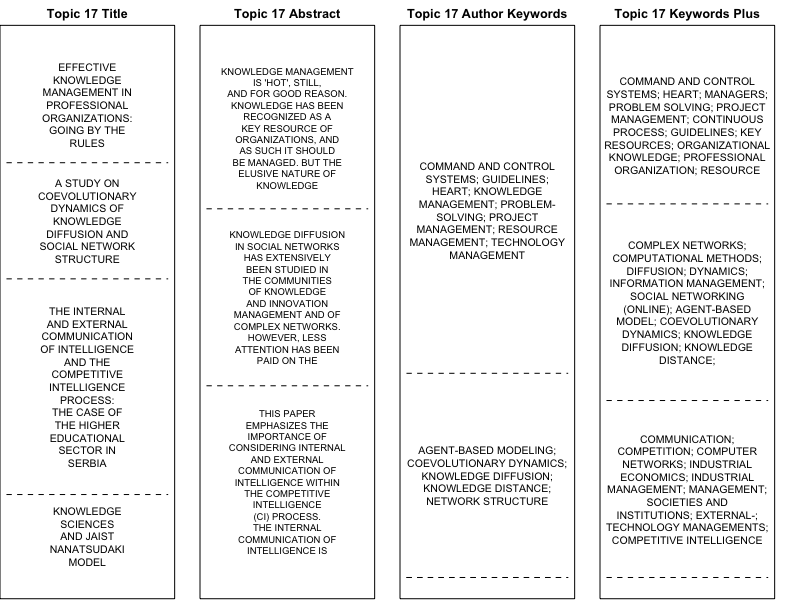 Topic 17 Title
EFFECTIVE
KNOWLEDGE
MANAGEMENT IN
PROFESSIONAL
ORGANIZATIONS:
GOING BY THE
RULES
A STUDY ON
COEVOLUTIONARY
DYNAMICS OF
KNOWLEDGE
DIFFUSION AND
SOCIAL NETWORK
STRUCTURE
THE INTERNAL
AND EXTERNAL
COMMUNICATION
OF INTELLIGENCE
AND THE
COMPETITIVE
INTELLIGENCE
PROCESS:
THE CASE OF
THE HIGHER
EDUCATIONAL
SECTOR IN
SERBIA
KNOWLEDGE
SCIENCES
AND JAIST
NANATSUDAKI
MODEL
Topic 17 Abstract
KNOWLEDGE MANAGEMENT
IS 'HOT', STILL,
AND FOR GOOD REASON.
KNOWLEDGE HAS BEEN
RECOGNIZED AS A
KEY RESOURCE OF
ORGANIZATIONS, AND
AS SUCH IT SHOULD
BE MANAGED. BUT THE
ELUSIVE NATURE OF
KNOWLEDGE
KNOWLEDGE DIFFUSION
IN SOCIAL NETWORKS
HAS EXTENSIVELY
BEEN STUDIED IN
THE COMMUNITIES
OF KNOWLEDGE
AND INNOVATION
MANAGEMENT AND OF
COMPLEX NETWORKS.
HOWEVER, LESS
ATTENTION HAS BEEN
PAID ON THE
THIS PAPER
EMPHASIZES THE
IMPORTANCE OF
CONSIDERING INTERNAL
AND EXTERNAL
COMMUNICATION OF
INTELLIGENCE WITHIN
THE COMPETITIVE
INTELLIGENCE
(CI) PROCESS.
THE INTERNAL
COMMUNICATION OF
INTELLIGENCE IS
Topic 17 Author Keywords
COMMAND AND CONTROL
SYSTEMS; GUIDELINES;
HEART; KNOWLEDGE
MANAGEMENT; PROBLEM-
SOLVING; PROJECT
MANAGEMENT; RESOURCE
MANAGEMENT; TECHNOLOGY
MANAGEMENT
AGENT-BASED MODELING;
COEVOLUTIONARY DYNAMICS;
KNOWLEDGE DIFFUSION;
KNOWLEDGE DISTANCE;
NETWORK STRUCTURE
Topic 17 Keywords Plus
COMMAND AND CONTROL
SYSTEMS; HEART; MANAGERS;
PROBLEM SOLVING; PROJECT
MANAGEMENT; CONTINUOUS
PROCESS; GUIDELINES; KEY
RESOURCES; ORGANIZATIONAL
KNOWLEDGE; PROFESSIONAL
ORGANIZATION; RESOURCE
COMPLEX NETWORKS;
COMPUTATIONAL METHODS;
DIFFUSION; DYNAMICS;
INFORMATION MANAGEMENT;
SOCIAL NETWORKING
(ONLINE); AGENT-BASED
MODEL; COEVOLUTIONARY
DYNAMICS; KNOWLEDGE
DIFFUSION; KNOWLEDGE
DISTANCE;
COMMUNICATION;
COMPETITION; COMPUTER
NETWORKS; INDUSTRIAL
ECONOMICS; INDUSTRIAL
MANAGEMENT; MANAGEMENT;
SOCIETIES AND
INSTITUTIONS; EXTERNAL-;
TECHNOLOGY MANAGEMENTS;
COMPETITIVE INTELLIGENCE